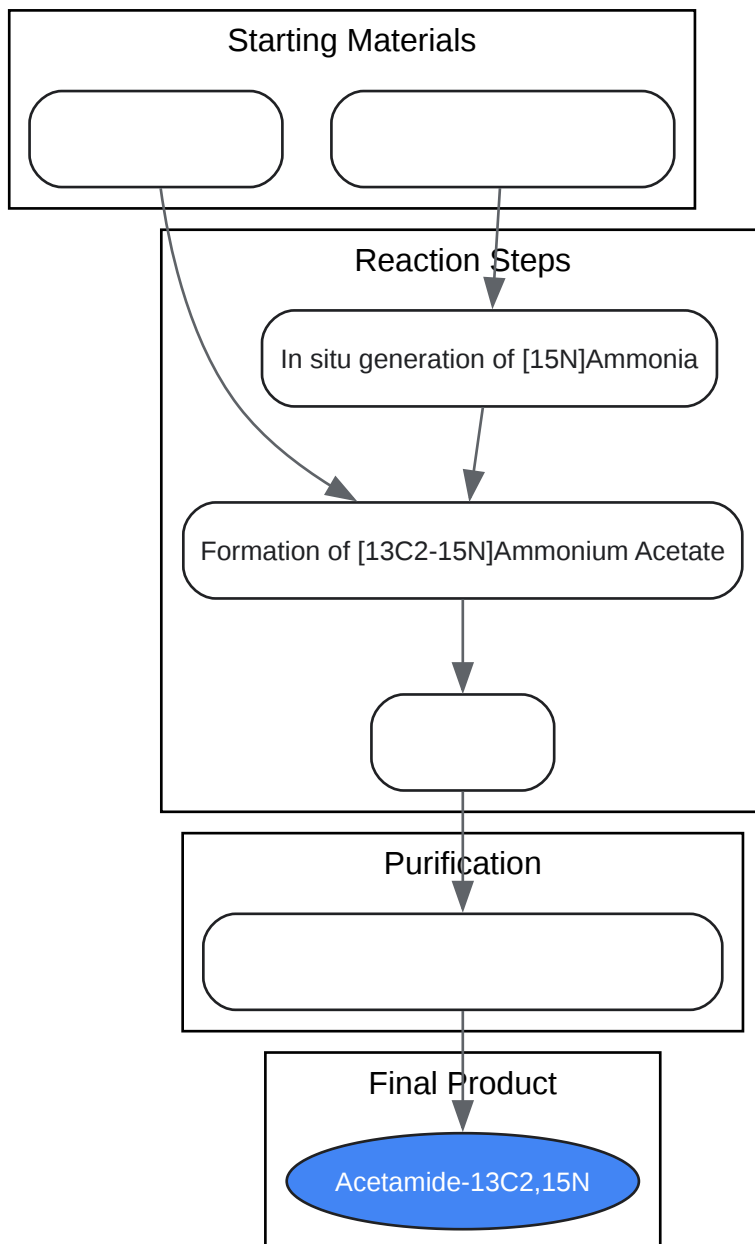 Starting Materials
Reaction Steps
In situ generation of [15N]Ammonia
Formation of [13C2-15N]Ammonium Acetate
Purification
Final Product
Acetamide-13C2,15N